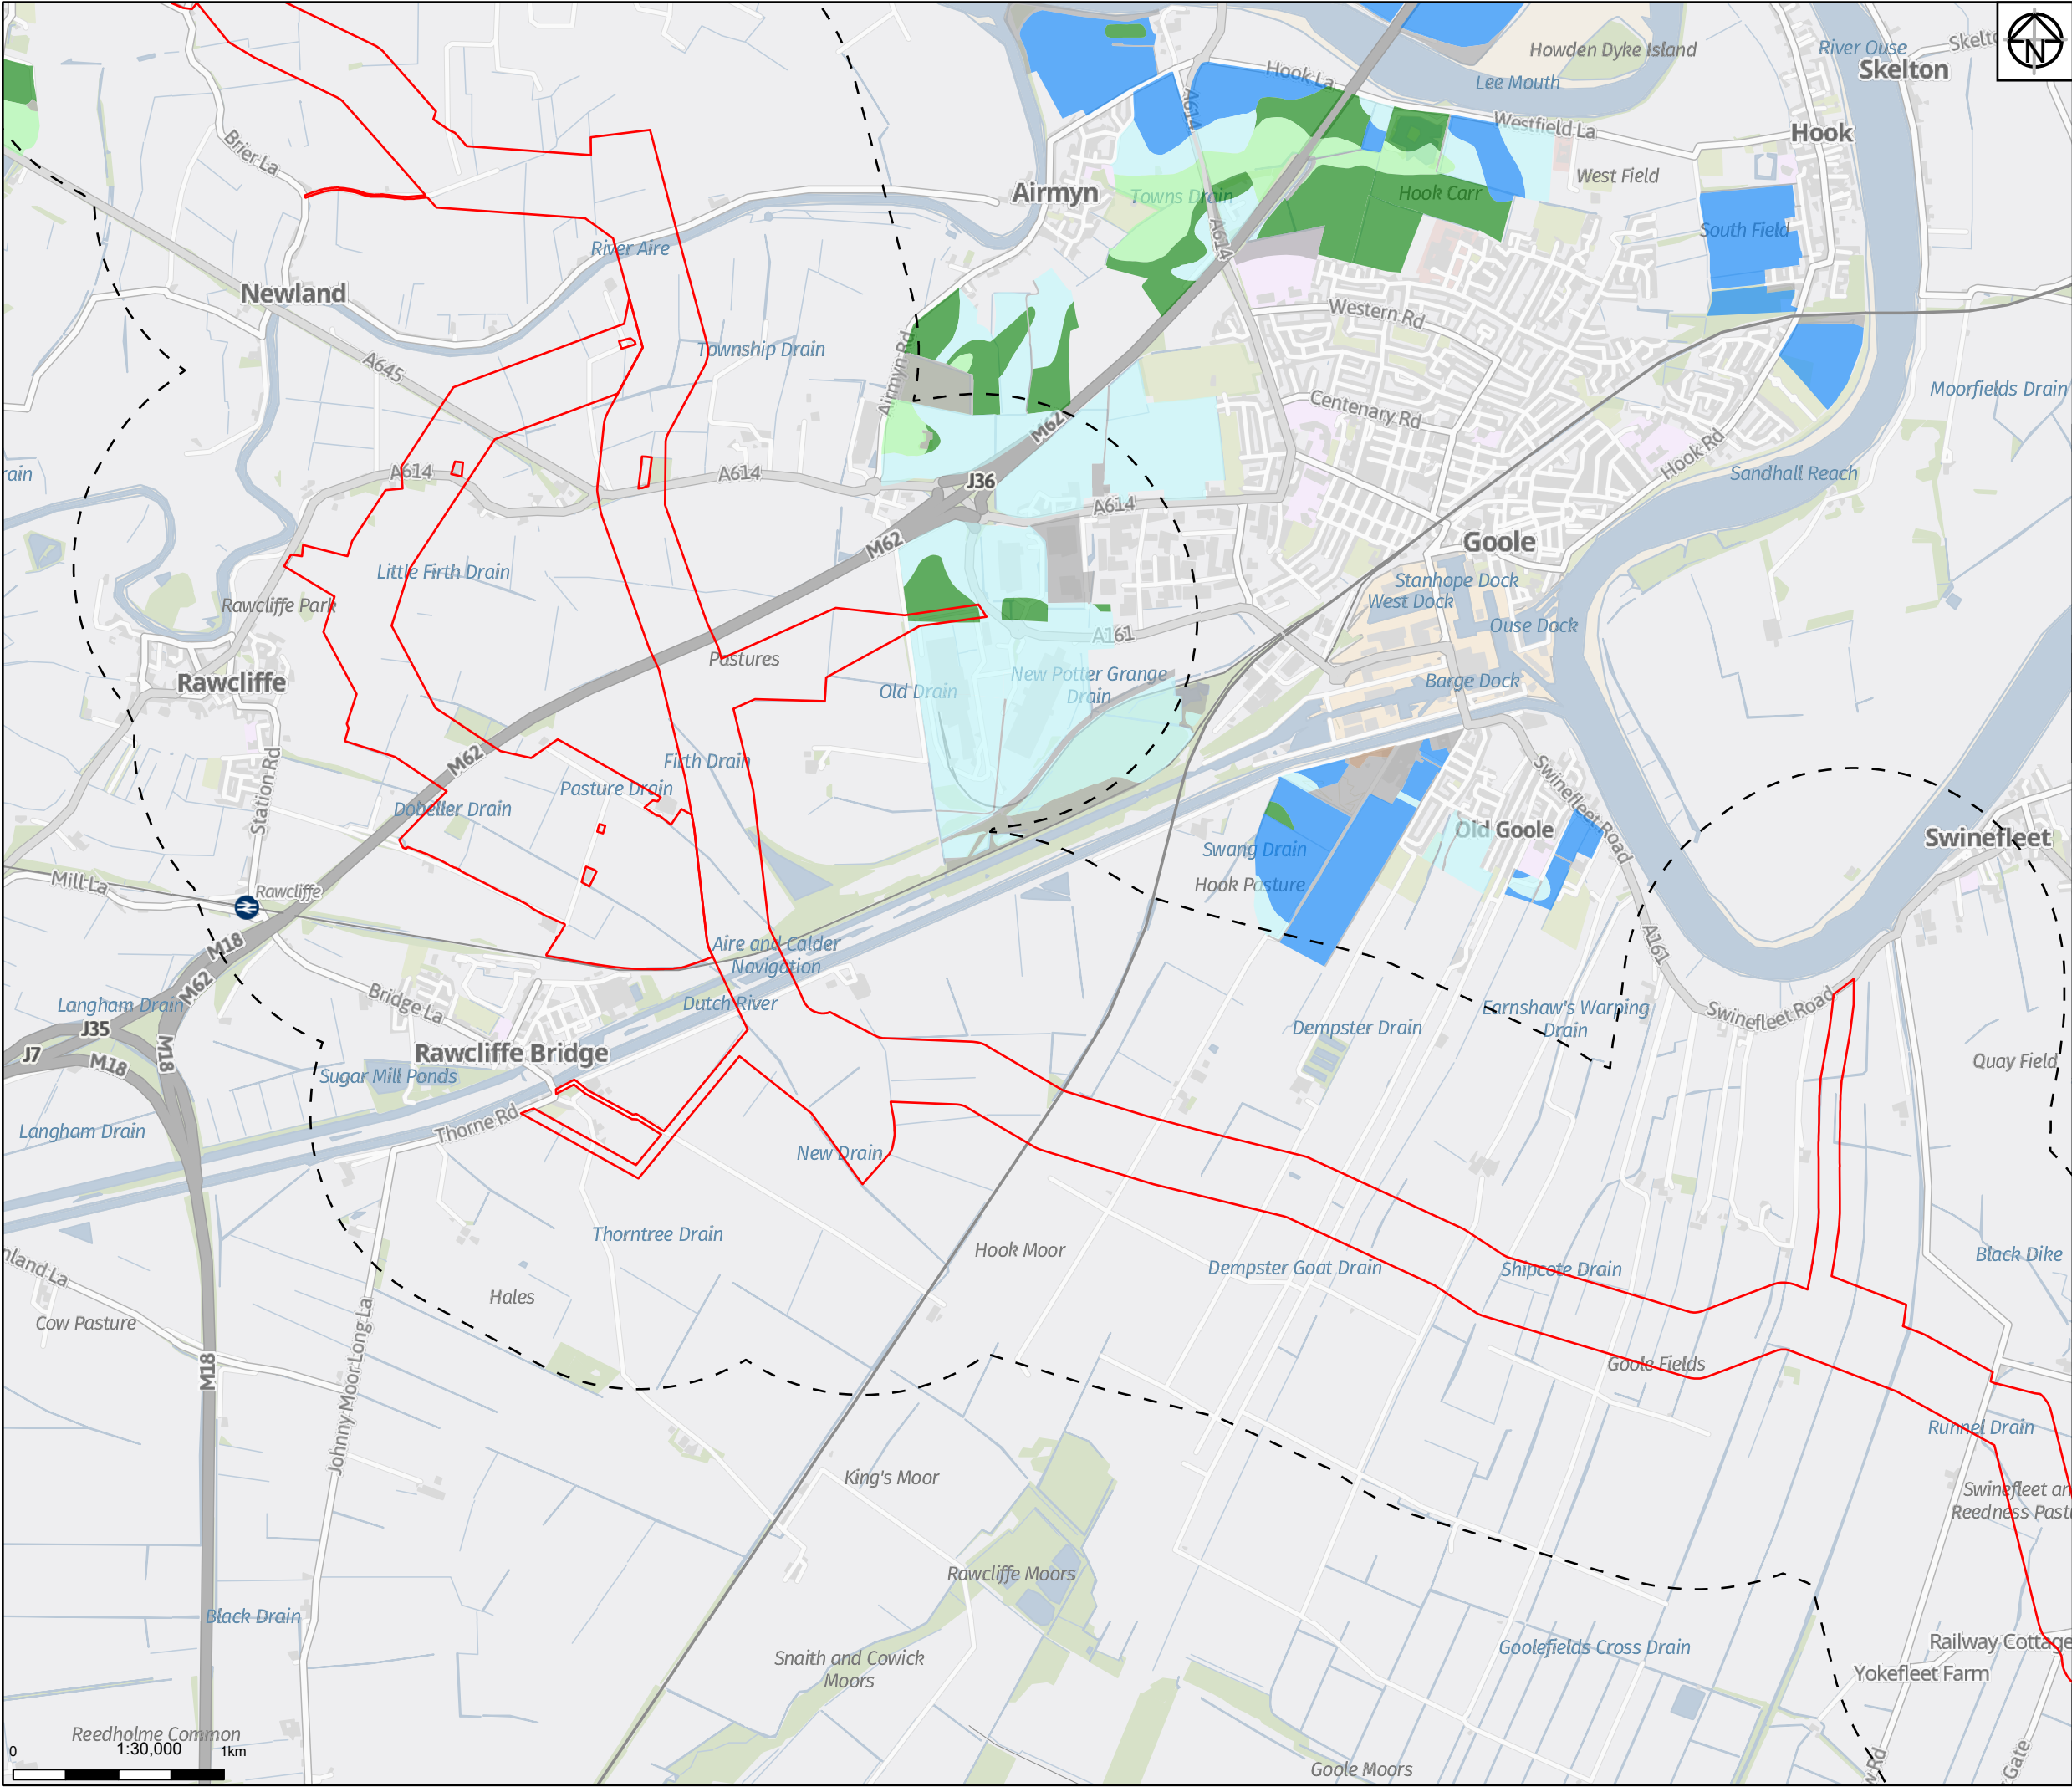 Howden Dyke Island
River Ouse
Skelton
N
Hook La
Lee Mouth
A614
Westfield La
Hook
Brier La
West Field
Airmyn
Towns Drain
Hook Carr
South Field
A614
River Aire
Newland
Western Rd
Township Drain
A645
Airmyn Rd
Moorfields Drain
Centenary Rd
M62
Hook Rd
A614
A614
J36
Sandhall Reach
A614
M62
Goole
Little Firth Drain
Stanhope Dock
West Dock
Rawcliffe Park
Ouse Dock
A161
Pastures
New Potter Grange
Drain
Rawcliffe
Old Drain
Barge Dock
M62
Firth Drain
Station Rd
Pasture Drain
Swinefleet Road
Dobeller Drain
Old Goole
Swinefleet
Swang Drain
Mill La
Rawcliffe
Hook Pasture
M18
Aire and Calder
Navigation
A161
M62
Langham Drain
Bridge La
Dutch River
Earnshaw's Warping
Drain
Swinefleet Road
J35
Dempster Drain
J7
M18
M18
Rawcliffe Bridge
Quay Field
Sugar Mill Ponds
Langham Drain
Thorne Rd
New Drain
Thorntree Drain
Hook Moor
Black Dike
Dempster Goat Drain
Shipcote Drain
Hales
Cow Pasture
Johnny Moor Long La
M18
Goole Fields
Runnel Drain
King's Moor
Swinefleet an
Reedness Past
Rawcliffe Moors
Black Drain
Railway Cottage
Goolefields Cross Drain
Snaith and Cowick
Moors
Yokefleet Farm
Reedholme Common
0
1:30,000
1km
Goole Moors